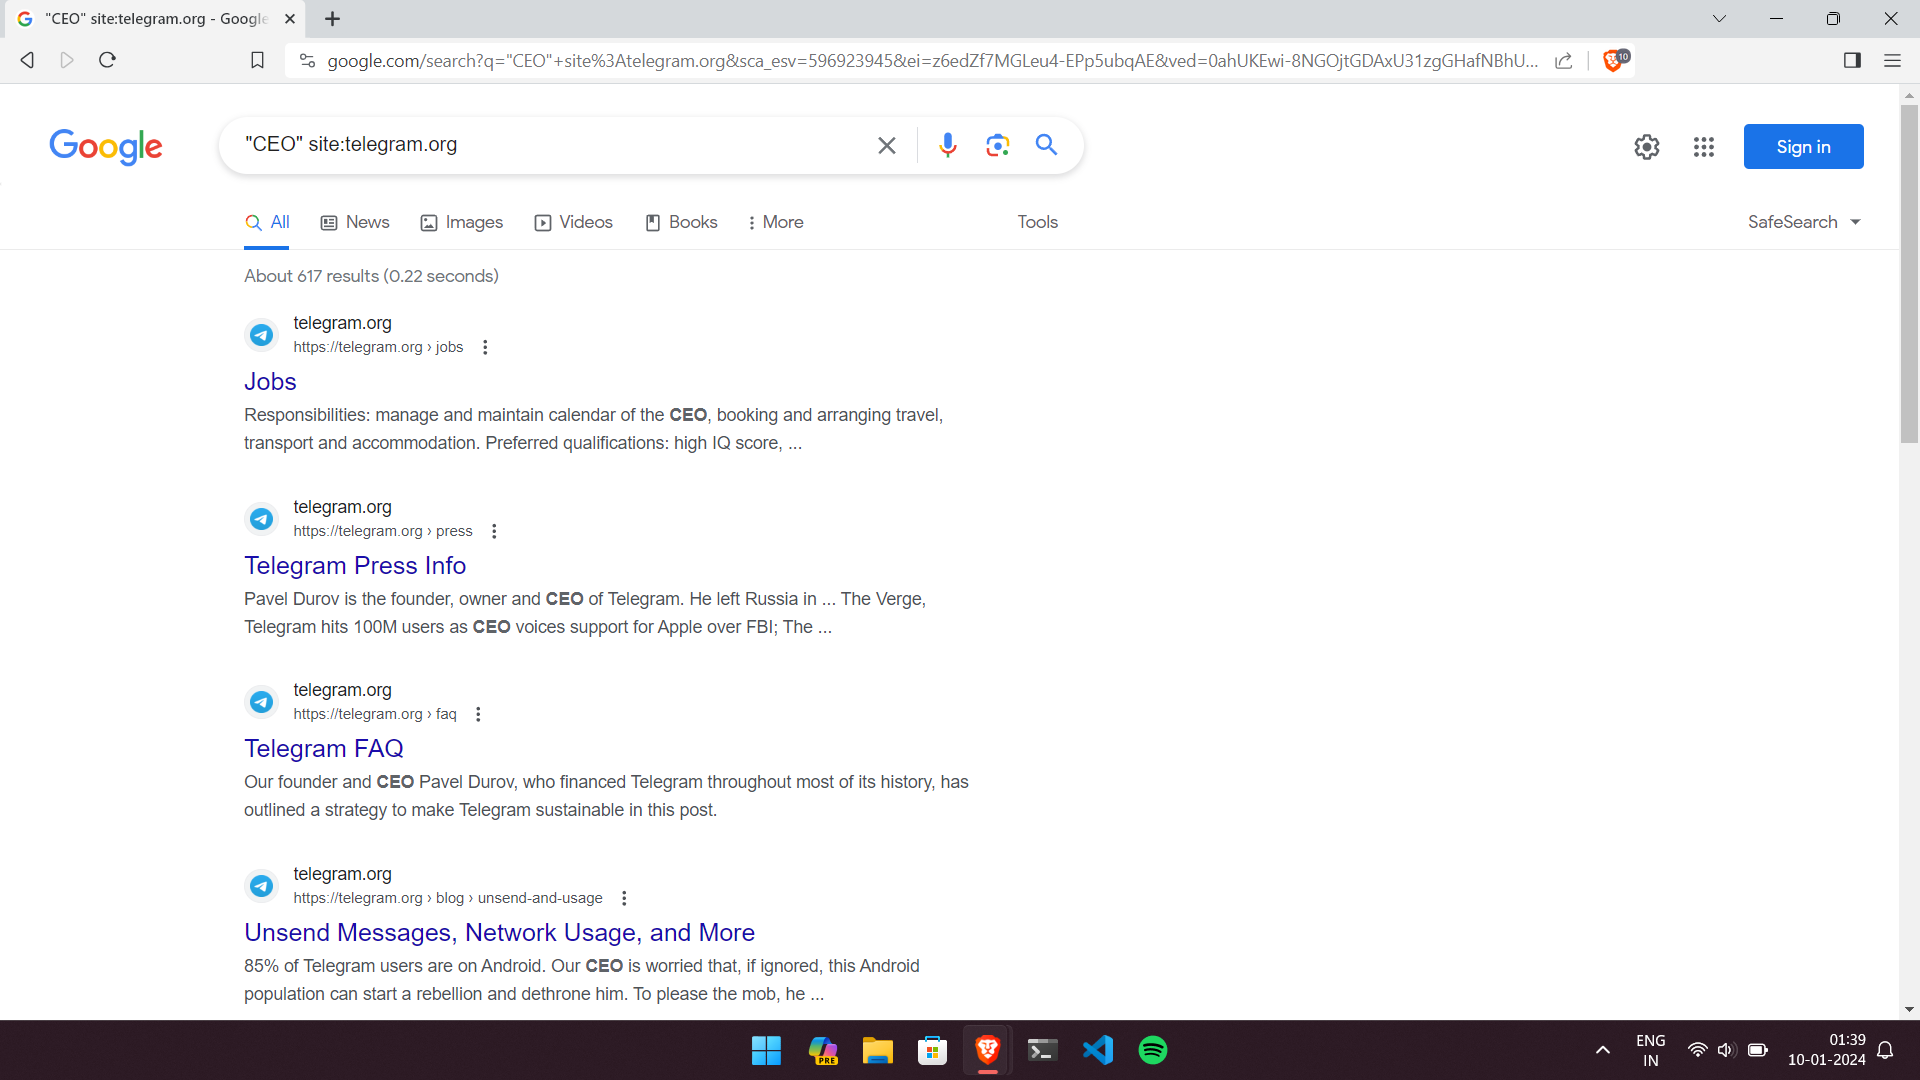 "CEO" site:telegram.org - Google
google.com/search?q="CEO"+site%3Atelegram.org&sca_esv=596923945&ei=z6edZf7MGLeu4-EPp5ubqAE&ved=0ahUKEwi-8NGOjtGDAxU31zgGHafNBhU...
10
Google
"CEO" site:telegram.org
Sign in
All
News
Images
Videos
Books
More
Tools
SafeSearch
About 617 results (0.22 seconds)
telegram.org
https://telegram.org › jobs
Jobs
Responsibilities: manage and maintain calendar of the CEO, booking and arranging travel,
transport and accommodation. Preferred qualifications: high IQ score, ...
telegram.org
https://telegram.org › press
Telegram Press Info
Pavel Durov is the founder, owner and CEO of Telegram. He left Russia in ... The Verge,
Telegram hits 100M users as CEO voices support for Apple over FBI; The ...
telegram.org
https://telegram.org › faq
Telegram FAQ
Our founder and CEO Pavel Durov, who financed Telegram throughout most of its history, has
outlined a strategy to make Telegram sustainable in this post.
telegram.org
https://telegram.org › blog › unsend-and-usage
Unsend Messages, Network Usage, and More
85% of Telegram users are on Android. Our CEO is worried that, if ignored, this Android
population can start a rebellion and dethrone him. To please the mob, he ...
PRE
ENG
IN
01:39
10-01-2024